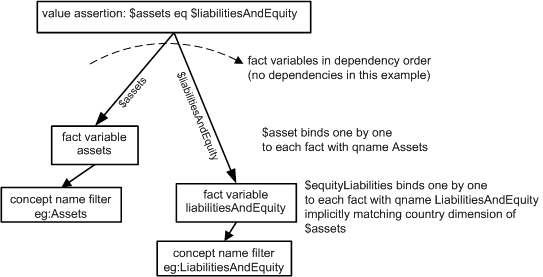 value assertion: $assets eq $liabilitiesAndEquity
fact variables in dependency order
(no dependencies in this example)
$assets
$liabilitiesAndEquity
fact variable
assets
$asset binds one by one
to each fact with qname Assets
concept name filter
eg:Assets
fact variable
liabilitiesAndEquity
$equityLiabilities binds one by one
to each fact with qname LiabilitiesAndEquity
implicitly matching country dimension of
$assets
concept name filter
eg:LiabilitiesAndEquity